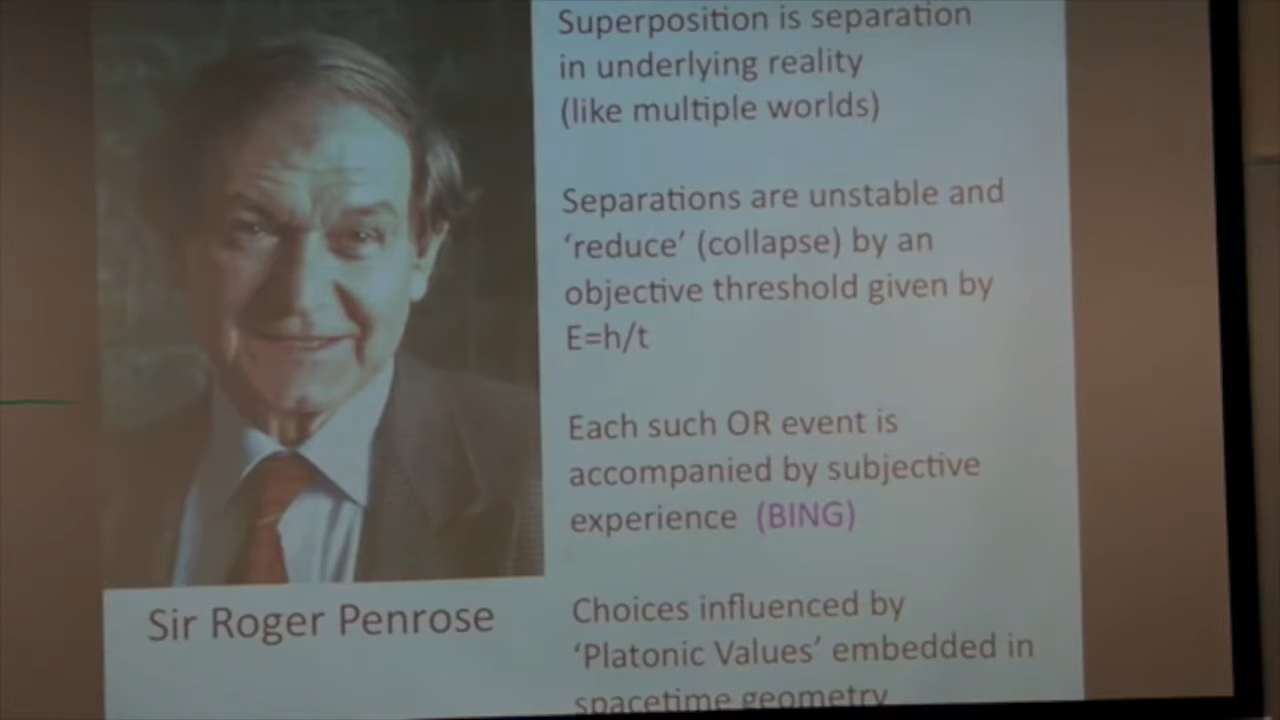 Superposition is separation
in underlying reality
(like multiple worlds)
Separations are unstable and
‘reduce’ (collapse) by an
objective threshold given by
E=h/t
Each such OR event is
accompanied by subjective
experience (BING)
Choices influenced by
‘Platonic Values’ embedded in
spacetime geometry
Sir Roger Penrose